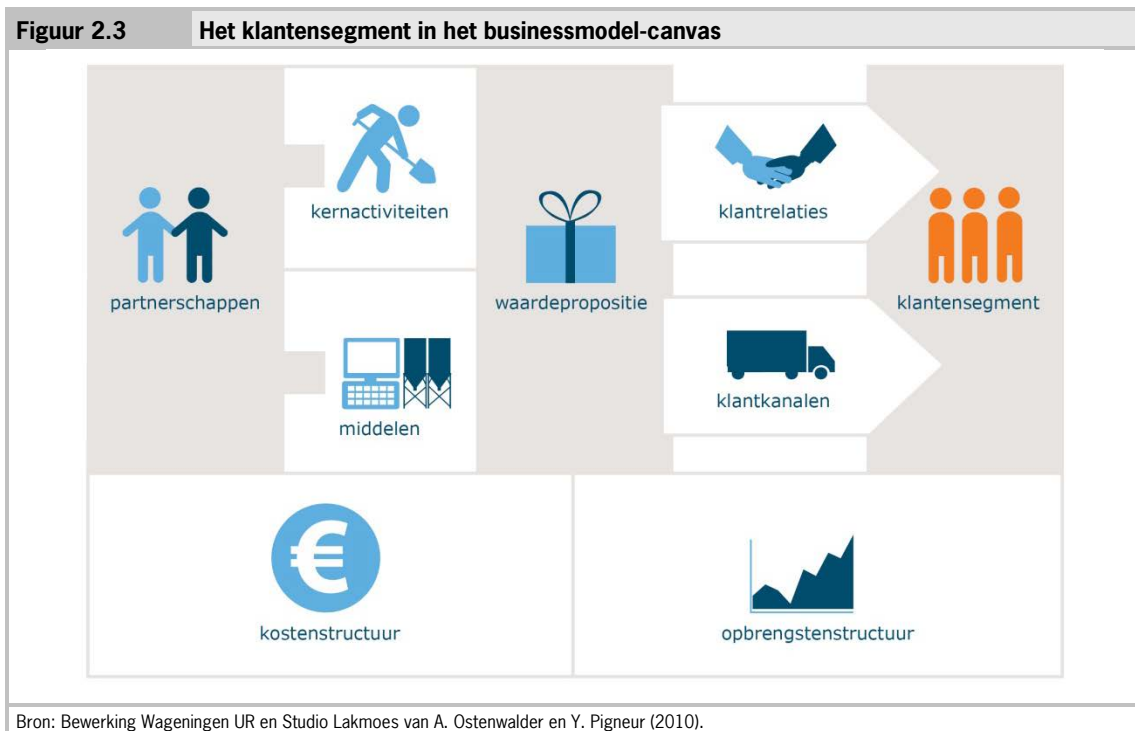 Figuur 2.3 Het klantensegment in het businessmodel-canvas
kernactiviteiten
klantrelaties
partnerschappen
waardepropositie
klantensegment
middelen
klantkanalen
€
kostenstructuur
opbrengstenstructuur
Bron: Bewerking Wageningen UR en Studio Lakmoes van A. Ostenwalder en Y. Pigneur (2010).